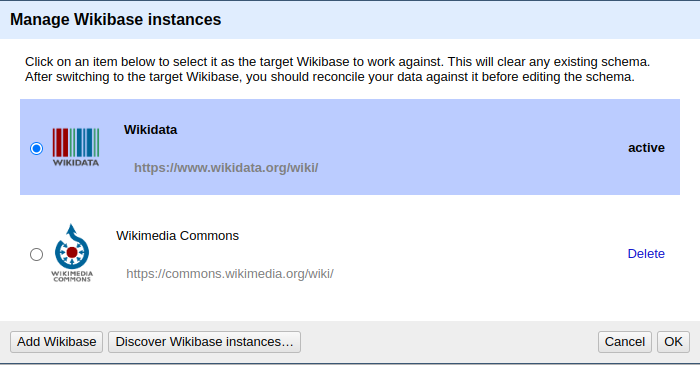 Manage Wikibase instances
Click on an item below to select it as the target Wikibase to work against. This will clear any existing schema.
After switching to the target Wikibase, you should reconcile your data against it before editing the schema.
Wikidata
WIKIDATA
active
https://www.wikidata.org/wiki/
Wikimedia Commons
Delete
https://commons.wikimedia.org/wiki/
WIKIMEDIA
COMMONS
Add Wikibase Discover Wikibase instances… Cancel OK